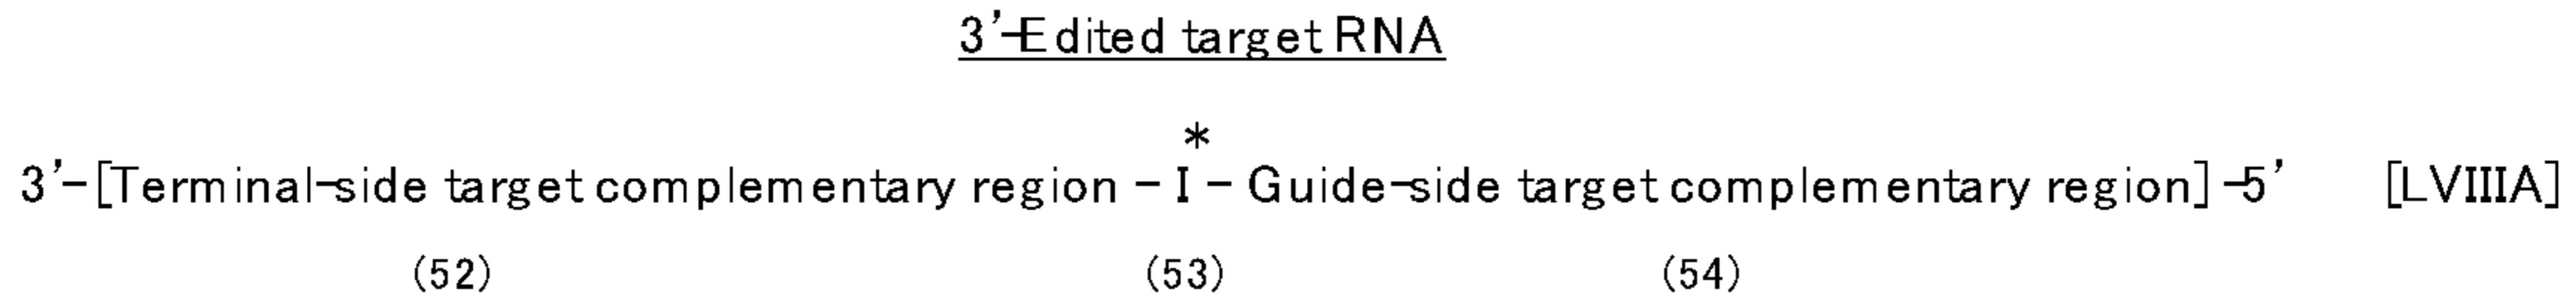 3’-Edited target RNA
*
3’-[Terminal-side target complementary region - I - Guide-side target complementary region]-5’ [LVIIIA]
(52) (53) (54)